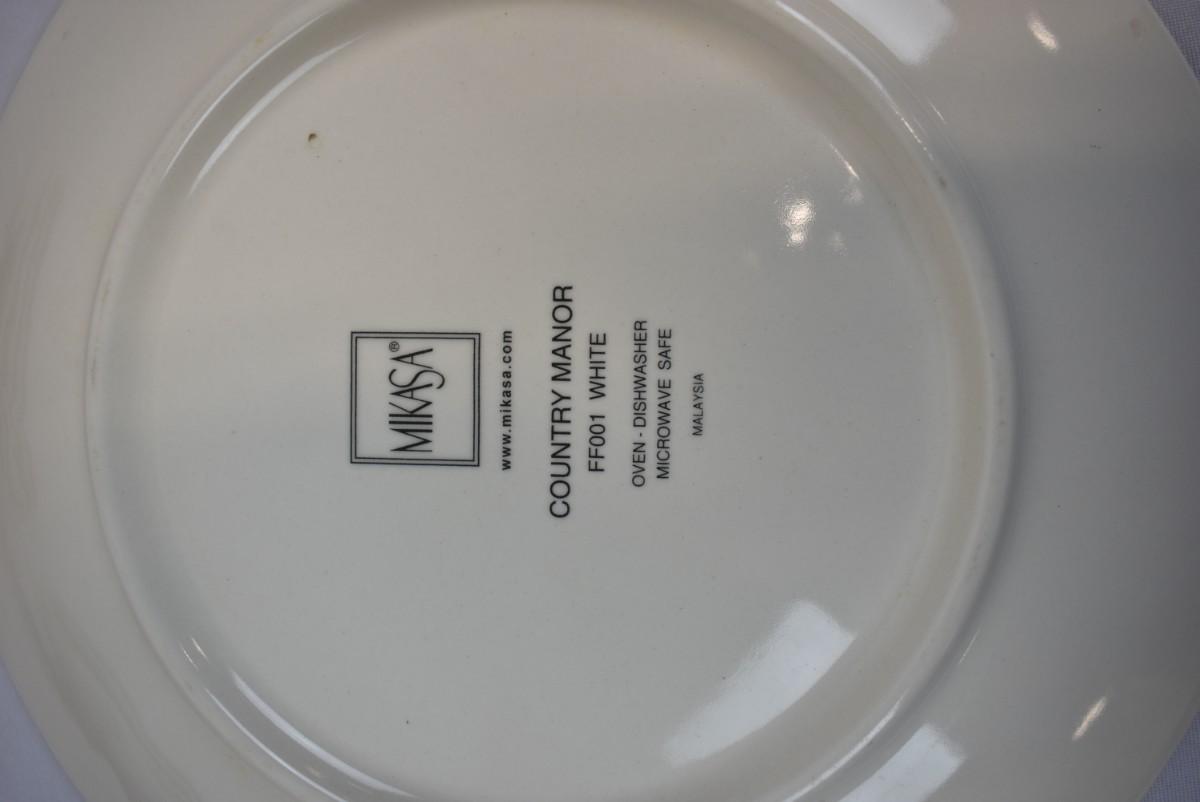 MIKASA®
www.mikasa.com
COUNTRY MANOR
FF001 WHITE
OVEN - DISHWASHER
MICROWAVE SAFE
MALAYSIA